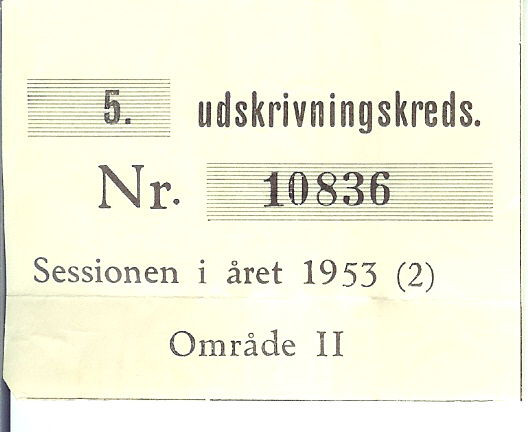 5. udskrivningskreds.
Nr. 10836
Sessionen i året 1953 (2)
Område II